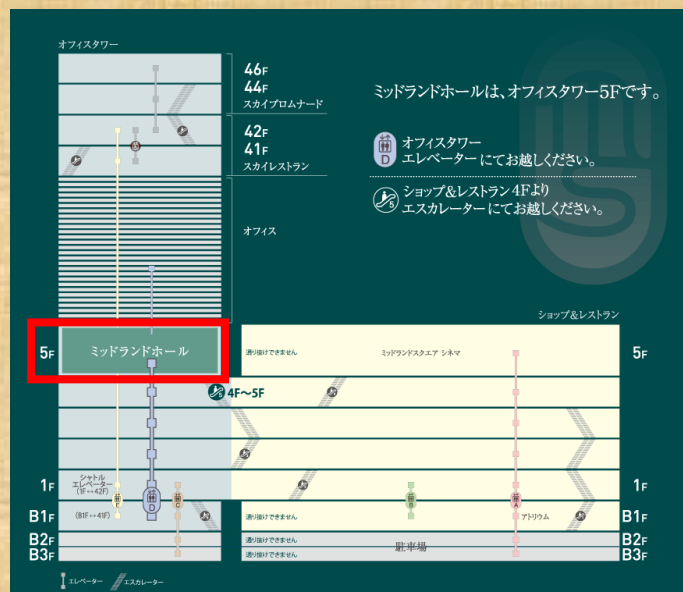 オフィスタワー
46F
44F
スカイプロムナード
42F
41F
スカイレストラン
オフィス
ミッドランドホールは、オフィスタワー5Fです。
D
オフィスタワー
エレベーター にてお越しください。
5
ショップ&レストラン 4Fより
エスカレーター にてお越しください。
ショップ&レストラン
5F
ミッドランドホール
通り抜けできません
ミッドランドスクエア シネマ
5F
5
4F〜5F
1F
シャトル
エレベーター
(1F↔42F)
E
D
C
B
A
1F
B1F
(B1F↔41F)
通り抜けできません
アトリウム
B1F
B2F
通り抜けできません
駐車場
B2F
B3F
通り抜けできません
B3F
エレベーター
エスカレーター